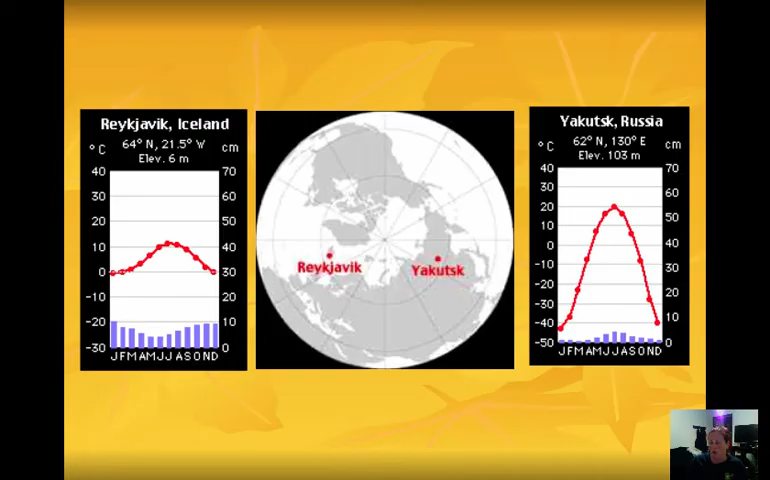 Reykjavik, Iceland
64° N, 21.5° W
°C
cm
Elev. 6 m
40
70
30
60
20
50
10
40
0
30
-10
20
-20
10
-30
0
J F M A M J J A S O N D
Reykjavik
Yakutsk
Yakutsk, Russia
62° N, 130° E
°C
cm
Elev. 103 m
40
70
30
60
20
10
50
0
40
-10
30
-20
-30
20
-40
10
-50
0
J F M A M J J A S O N D